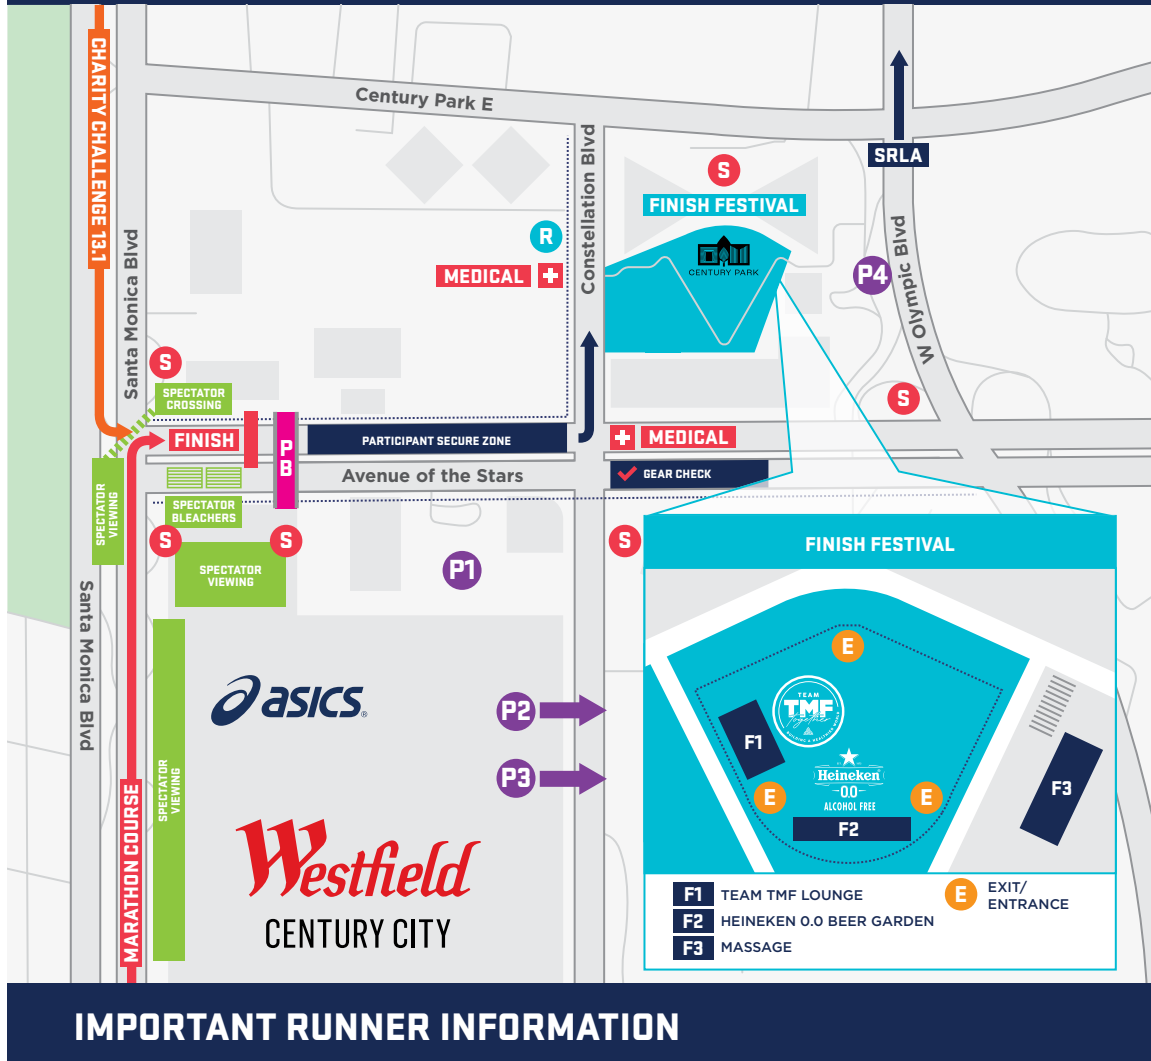 CHARITY CHALLENGE 13.1
Century Park E
Santa Monica Blvd
Constellation Blvd
SRLA
S
FINISH FESTIVAL
CENTURY PARK
R
MEDICAL
P4
W Olympic Blvd
S
SPECTATOR
CROSSING
S
FINISH
PB
PARTICIPANT SECURE ZONE
MEDICAL
GEAR CHECK
Avenue of the Stars
SPECTATOR
VIEWING
SPECTATOR
BLEACHERS
S
S
S
SPECTATOR
VIEWING
P1
Santa Monica Blvd
MARATHON COURSE
SPECTATOR
VIEWING
asics
P2
P3
Westfield
CENTURY CITY
FINISH FESTIVAL
E
TEAM
TMF
Together
BUILDING A HEALTHIER WORLD
F1
Heineken
0.0
ALCOHOL FREE
E
E
F2
F3
F1 TEAM TMF LOUNGE
F2 HEINEKEN 0.0 BEER GARDEN
F3 MASSAGE
E EXIT/
ENTRANCE
IMPORTANT RUNNER INFORMATION